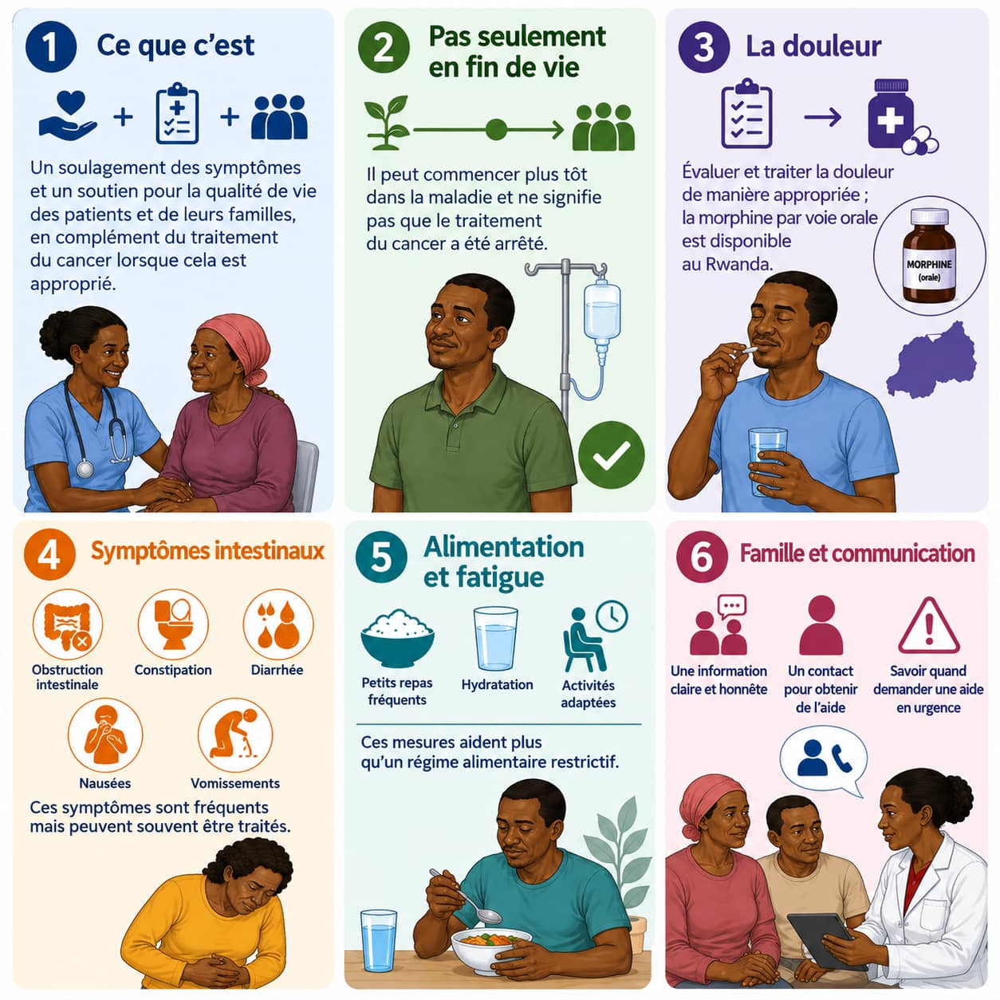 1 Ce que c’est
Un soulagement des symptômes
et un soutien pour la qualité de vie
des patients et de leurs familles,
en complément du traitement
du cancer lorsque cela est
approprié.
2 Pas seulement
en fin de vie
Il peut commencer plus tôt
dans la maladie et ne signifie
pas que le traitement
du cancer a été arrêté.
3 La douleur
Évaluer et traiter la douleur
de manière appropriée ;
la morphine par voie orale
est disponible
au Rwanda.
MORPHINE
(orale)
4 Symptômes intestinaux
Obstruction
intestinale
Constipation
Diarrhée
Nausées
Vomissements
Ces symptômes sont fréquents
mais peuvent souvent être traités.
5 Alimentation
et fatigue
Petits repas
fréquents
Hydratation
Activités
adaptées
Ces mesures aident plus
qu’un régime alimentaire restrictif.
6 Famille et communication
Une information
claire et honnête
Un contact
pour obtenir
de l’aide
Savoir quand
demander une aide
en urgence